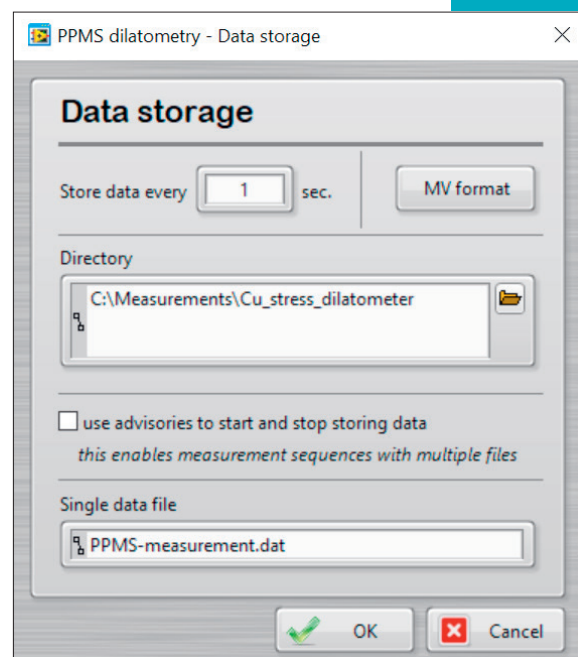 PPMS dilatometry - Data storage
Data storage
Store data every 1 sec. MV format
Directory
C:\Measurements\Cu_stress_dilatometer
use advisories to start and stop storing data
this enables measurement sequences with multiple files
Single data file
PPMS-measurement.dat
OK Cancel